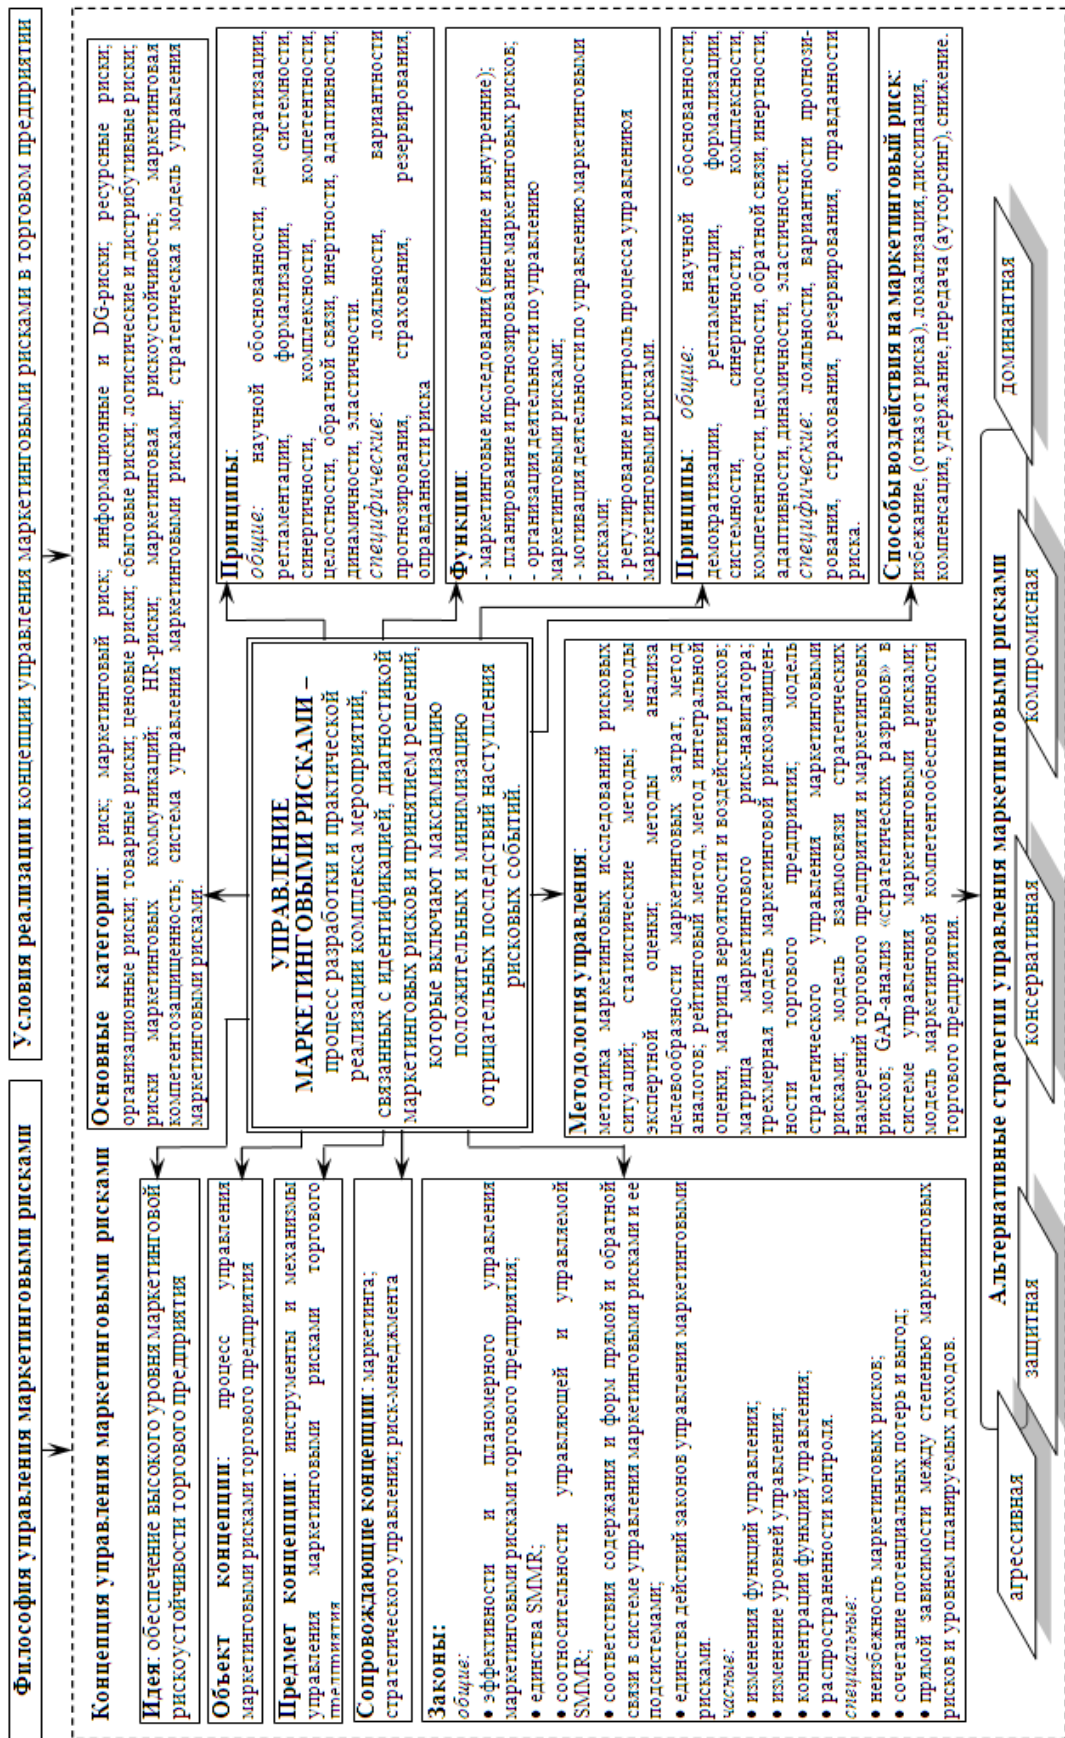 Философия управления маркетинговыми рисками
Условия реализации концепции управления маркетинговыми рисками в торговом предприятии
Концепция управления маркетинговыми рисками
Идея: обеспечение высокого уровня маркетинговой
рискоустойчивости торгового предприятия
Объект концепции: процесс управления
маркетинговыми рисками торгового предприятия
Предмет концепции: инструменты и механизмы
управления маркетинговыми рисками торгового
Сопровождающие концепции: маркетинга;
стратегического управления; риск-менеджмента
Законы:
общие:
● эффективности и планомерного управления
маркетинговыми рисками торгового предприятия;
● единства SMMR;
● соотносительности управляющей и управляемой
SMMR;
● соответствия содержания и форм прямой и обратной
связи в системе управления маркетинговыми рисками и ее
подсистемами;
● единства действий законов управления маркетинговыми
рисками.
частные:
● изменения функций управления;
● изменение уровней управления;
● концентрации функций управления;
● распространенности контроля.
специальные:
● неизбежность маркетинговых рисков;
● сочетание потенциальных потерь и выгод;
● прямой зависимости между степенью маркетинговых
рисков и уровнем планируемых доходов.
Основные категории: риск; маркетинговый риск; информационные и DG-риски; ресурсные риски;
организационные риски; товарные риски; ценовые риски; сбытовые риски; логистические и дистрибутивные риски;
риски маркетинговых коммуникаций; HR-риски; маркетинговая рискоустойчивость; маркетинговая
компетентозащищенность; система управления маркетинговыми рисками; стратегическая модель управления
маркетинговыми рисками.
УПРАВЛЕНИЕ
МАРКЕТИНГОВЫМИ РИСКАМИ –
процесс разработки и практической
реализации комплекса мероприятий,
связанных с идентификацией, диагностикой
маркетинговых рисков и принятием решений,
которые включают максимизацию
положительных и минимизацию
отрицательных последствий наступления
рисковых событий.
Методология управления:
методика маркетинговых исследований рисковых
ситуаций; статистические методы; методы
экспертной оценки; методы анализа
целевообразности маркетинговых затрат, метод
аналогов; рейтинговый метод, метод интегральной
оценки, матрица вероятности и воздействия рисков;
матрица маркетингового риск-навигатора;
трехмерная модель маркетинговой рискозащищен-
ности торгового предприятия; модель
стратегического управления маркетинговыми
рисками; модель взаимосвязи стратегических
намерений торгового предприятия и маркетинговых
рисков; GAP-анализ «стратегических разрывов» в
системе управления маркетинговыми рисками;
модель маркетинговой компетентообеспеченности
торгового предприятия.
Принципы:
общие: научной обоснованности, демократизации,
регламентации, формализации, системности,
синергичности, комплексности, компетентности,
целостности, обратной связи, инертности, адаптивности,
динамичности, эластичности.
специфические: лояльности, вариантности
прогнозирования, страхования, резервирования,
оправданности риска
Функции:
- маркетинговые исследования (внешние и внутренние);
- планирование и прогнозирование маркетинговых рисков;
- организация деятельности по управлению
маркетинговыми рисками;
- мотивация деятельности по управлению маркетинговыми
рисками;
- регулирование и контроль процесса управлениюя
маркетинговыми рисками.
Принципы: общие: научной обоснованности,
демократизации, регламентации, формализации,
системности, синергичности, комплексности,
компетентности, целостности, обратной связи, инертности,
адаптивности, динамичности, эластичности.
специфические: лояльности, вариантности прогнози-
рования, страхования, резервирования, оправданности
риска.
Способы воздействия на маркетинговый риск:
избежание, (отказ от риска), локализация, диссипация,
компенсация, удержание, передача (аутсорсинг), снижение.
Альтернативные стратегии управления маркетинговыми рисками
агрессивная
защитная
консервативная
компромисная
доминантная